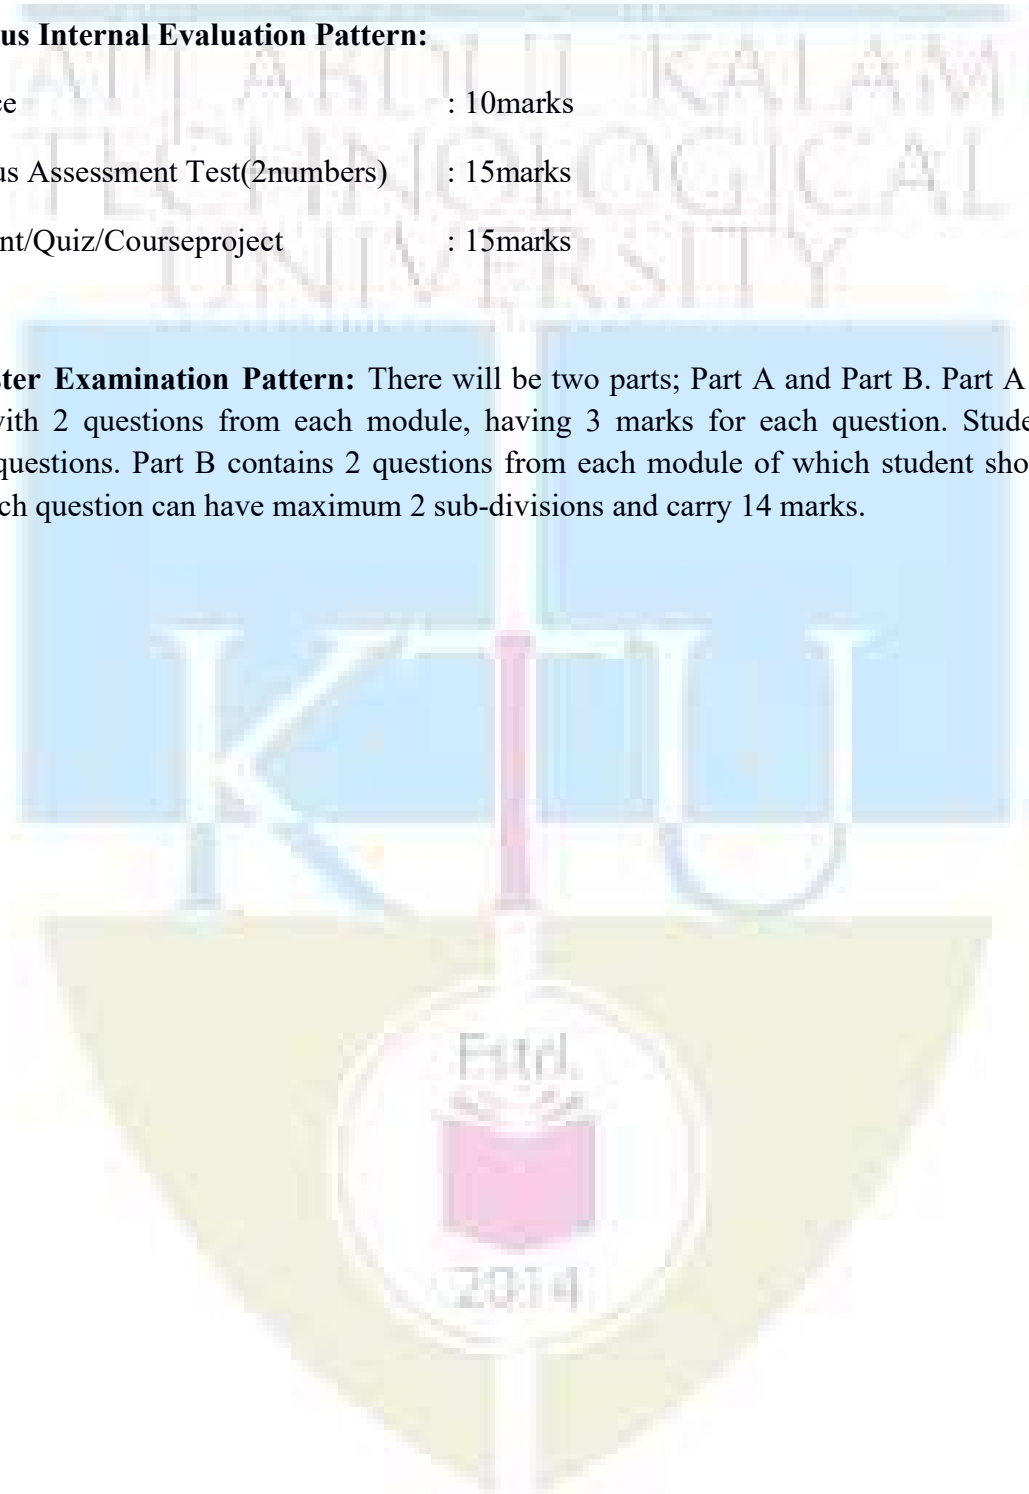 us Internal Evaluation Pattern:
APJ ABDUL KALAM
ce : 10marks
TECHNOLOGICAL
us Assessment Test(2numbers) : 15marks
nt/Quiz/Courseproject : 15marks
UNIVERSITY
ster Examination Pattern: There will be two parts; Part A and Part B. Part A
with 2 questions from each module, having 3 marks for each question. Stude
questions. Part B contains 2 questions from each module of which student sho
ch question can have maximum 2 sub-divisions and carry 14 marks.
KTU
Estd.
2014